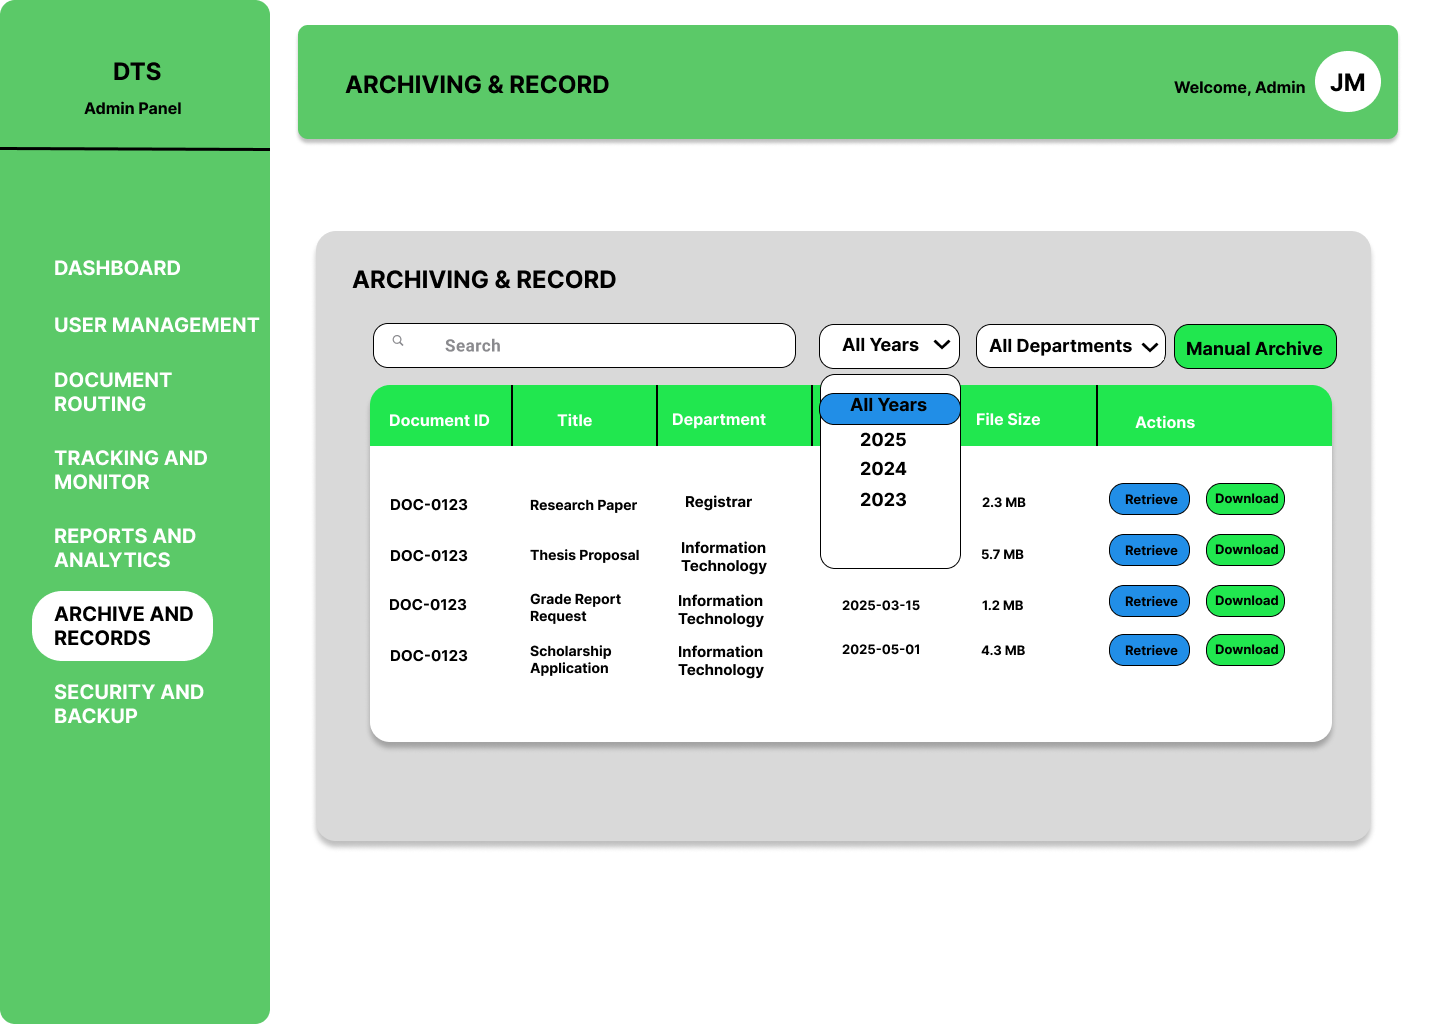 DTS
Admin Panel
DASHBOARD
USER MANAGEMENT
DOCUMENT
ROUTING
TRACKING AND
MONITOR
REPORTS AND
ANALYTICS
ARCHIVE AND
RECORDS
SECURITY AND
BACKUP
ARCHIVING & RECORD
Welcome, Admin
JM
ARCHIVING & RECORD
Search
All Years
All Departments
Manual Archive
All Years
2025
2024
2023
Document ID
Title
Department
File Size
Actions
DOC-0123
Research Paper
Registrar
2.3 MB
Retrieve
Download
DOC-0123
Thesis Proposal
Information
Technology
5.7 MB
Retrieve
Download
DOC-0123
Grade Report
Request
Information
Technology
2025-03-15
1.2 MB
Retrieve
Download
DOC-0123
Scholarship
Application
Information
Technology
2025-05-01
4.3 MB
Retrieve
Download